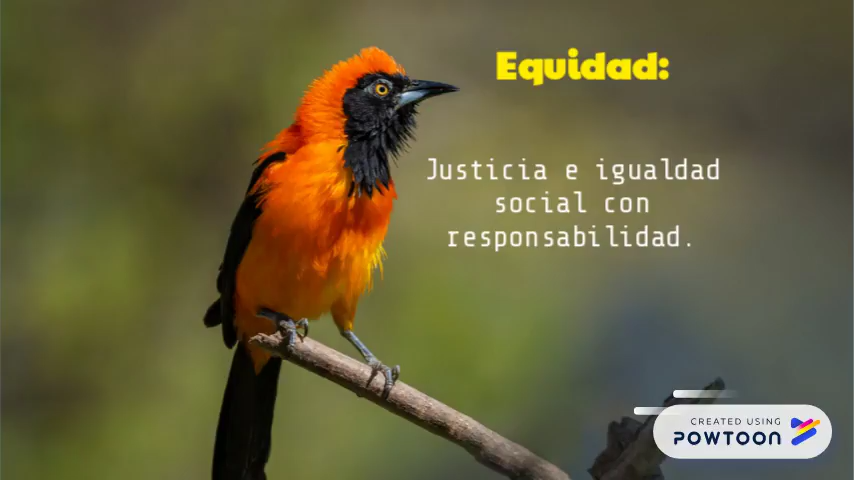 Equidad:
Justicia e igualdad
social con
responsabilidad.
CREATED USING
POWTOON